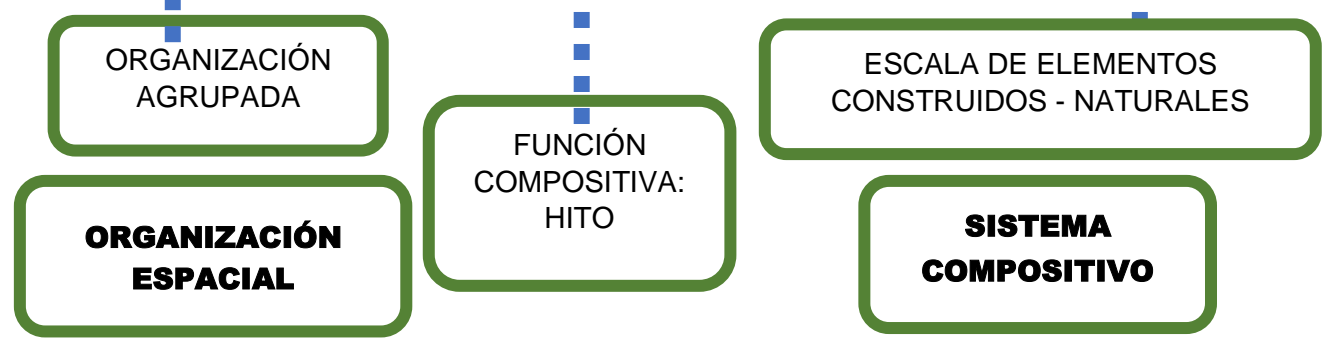 ORGANIZACIÓN
AGRUPADA
ESCALA DE ELEMENTOS
CONSTRUIDOS - NATURALES
FUNCIÓN
COMPOSITIVA:
HITO
ORGANIZACIÓN
ESPACIAL
SISTEMA
COMPOSITIVO